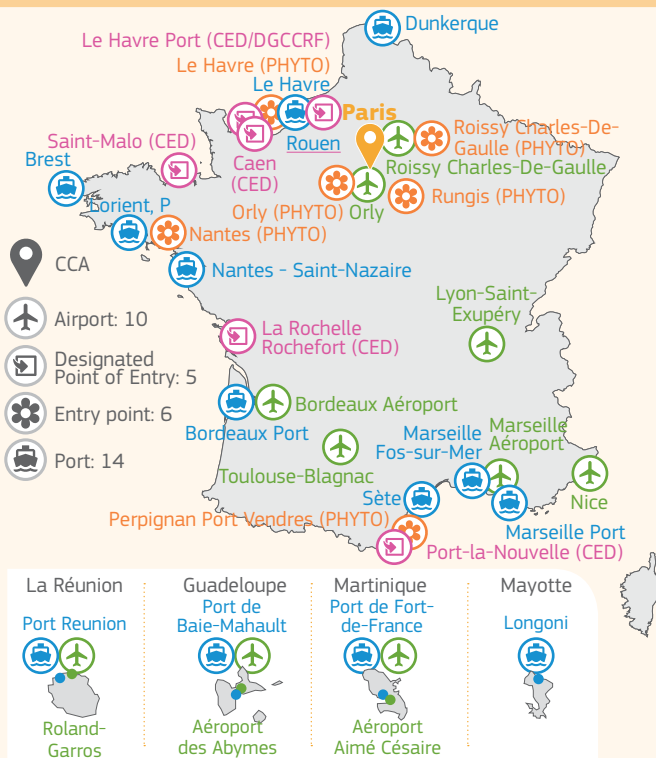 Dunkerque
Le Havre Port (CED/DGCCRF)
Le Havre (PHYTO)
Le Havre
Paris
Rouen
Roissy Charles-De-
Gaulle (PHYTO)
Saint-Malo (CED)
Caen
(CED)
Roissy Charles-De-Gaulle
Brest
Rungis (PHYTO)
Lorient, P
Orly (PHYTO)
Orly
Nantes (PHYTO)
CCA
Nantes - Saint-Nazaire
Lyon-Saint-
Exupéry
Airport: 10
La Rochelle
Rochefort (CED)
Designated
Point of Entry: 5
Entry point: 6
Bordeaux Aéroport
Bordeaux Port
Marseille
Fos-sur-Mer
Marseille
Aéroport
Port: 14
Toulouse-Blagnac
Nice
Sète
Perpignan Port Vendres (PHYTO)
Marseille Port
Port-la-Nouvelle (CED)
La Réunion
Port Reunion
Roland-
Garros
Guadeloupe
Port de
Baie-Mahault
Aéroport
des Abymes
Martinique
Port de Fort-
de-France
Aéroport
Aimé Césaire
Mayotte
Longoni